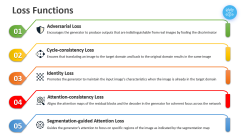 Loss Functions
01
Adversarial Loss
Encourages the generator to produce outputs that are indistinguishable from real images by fooling the discriminator
02
Cycle-consistency Loss
Ensures that translating an image to the target domain and back to the original domain results in the same image
03
Identity Loss
Promotes the generator to maintain the input image's characteristics when the image is already in the target domain
04
Attention-consistency Loss
Align the attention maps of the residual blocks and the decoder in the generator for coherent focus across the network
05
Segmentation-guided Attention Loss
Guides the generator's attention to focus on specific regions of the image as indicated by the segmentation map